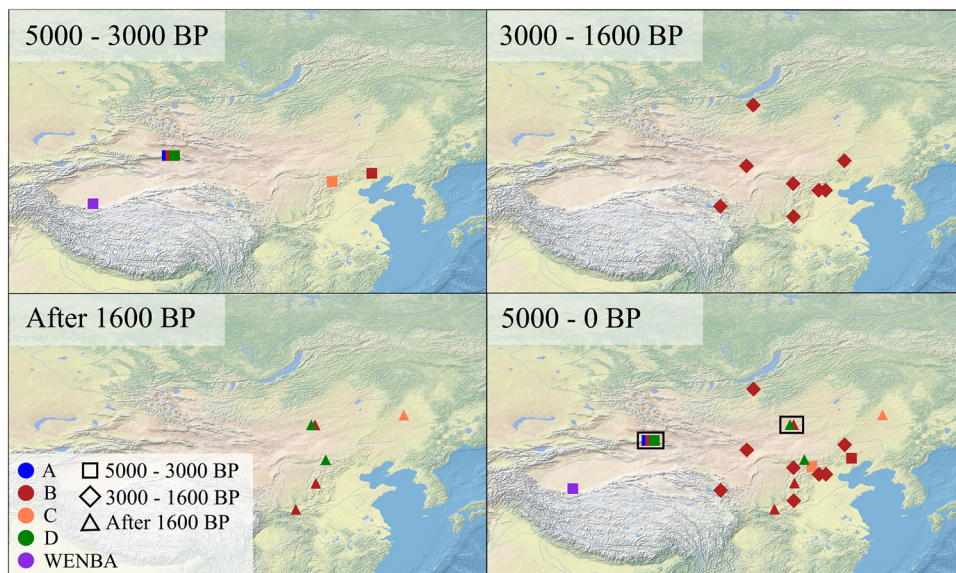 5000 - 3000 BP
3000 - 1600 BP
After 1600 BP
5000 - 0 BP
A
B
C
D
WENBA
5000 - 3000 BP
3000 - 1600 BP
After 1600 BP